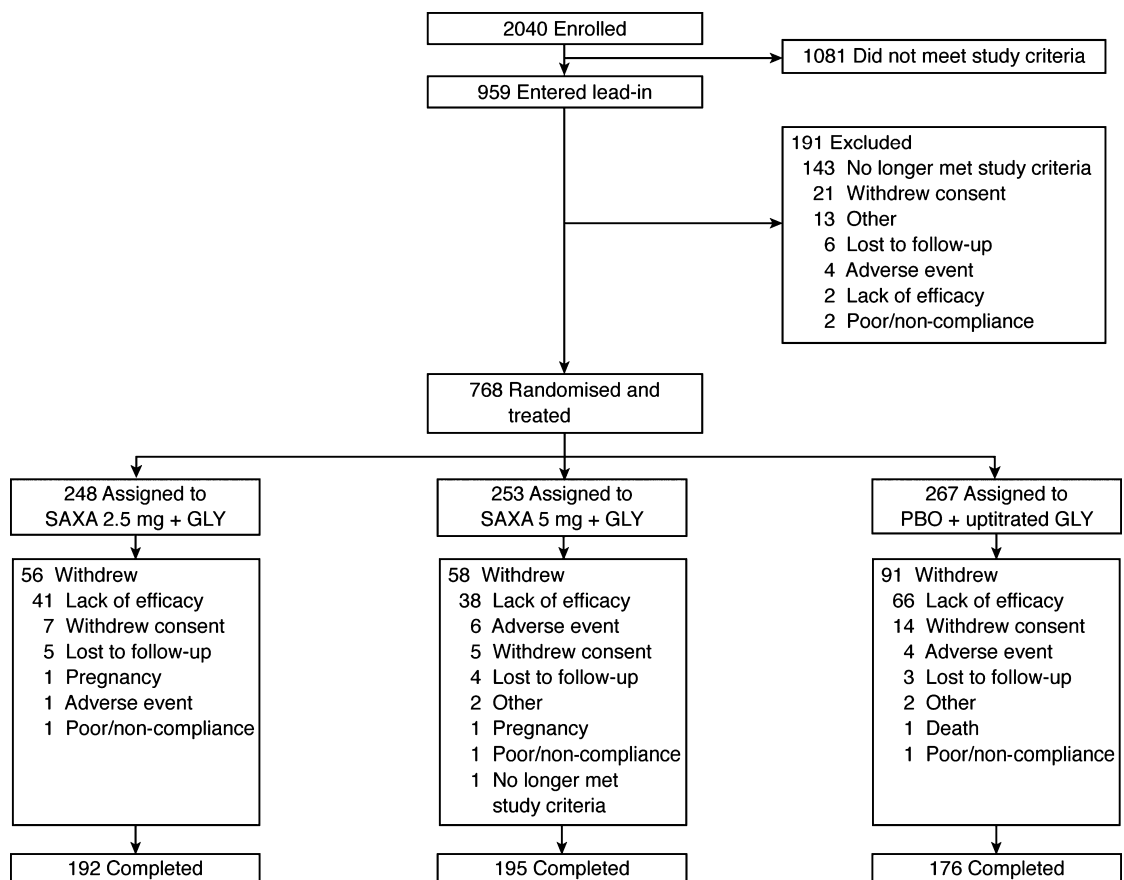 2040 Enrolled
1081 Did not meet study criteria
959 Entered lead-in
191 Excluded
143 No longer met study criteria
21 Withdrew consent
13 Other
6 Lost to follow-up
4 Adverse event
2 Lack of efficacy
2 Poor/non-compliance
768 Randomised and
treated
248 Assigned to
SAXA 2.5 mg + GLY
253 Assigned to
SAXA 5 mg + GLY
267 Assigned to
PBO + uptitrated GLY
56 Withdrew
41 Lack of efficacy
7 Withdrew consent
5 Lost to follow-up
1 Pregnancy
1 Adverse event
1 Poor/non-compliance
58 Withdrew
38 Lack of efficacy
6 Adverse event
5 Withdrew consent
4 Lost to follow-up
2 Other
1 Pregnancy
1 Poor/non-compliance
1 No longer met
study criteria
91 Withdrew
66 Lack of efficacy
14 Withdrew consent
4 Adverse event
3 Lost to follow-up
2 Other
1 Death
1 Poor/non-compliance
192 Completed
195 Completed
176 Completed